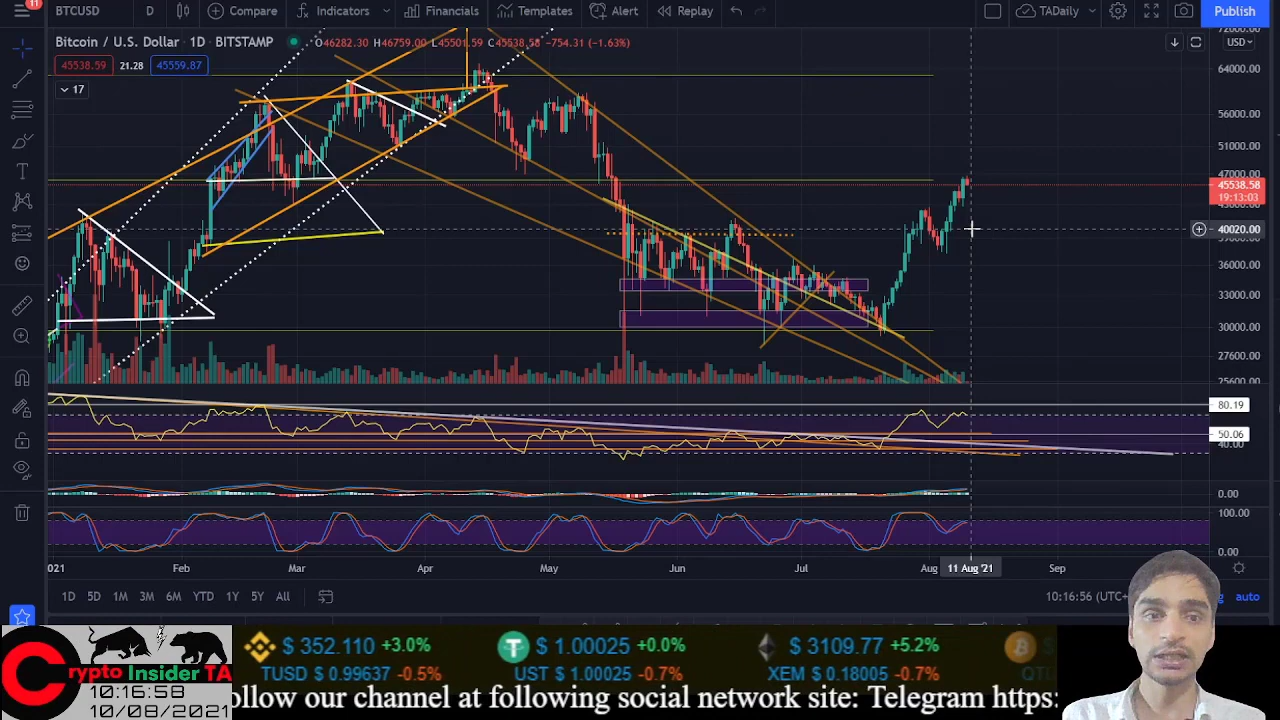 11
BTCUSD D Compare Indicators Financials Templates Alert Replay TADaily Publish
Bitcoin / U.S. Dollar · 1D · BITSTAMP O46282.30 H46759.00 L45501.59 C45538.58 −754.31 (−1.63%) USD
45538.59 21.28 45559.87
17
64000.00
56000.00
51000.00
47000.00
45538.58
19:13:03
40020.00
36000.00
33000.00
30000.00
27600.00
25600.00
80.19
50.06
40.00
0.00
100.00
0.00
2021 Feb Mar Apr May Jun Jul Aug 11 Aug '21 Sep
1D 5D 1M 3M 6M YTD 1Y 5Y All 10:16:56 (UTC+ auto
$ 352.110 +3.0% $ 1.00025 +0.0% $ 3109.77 +5.2%
TUSD $ 0.99637 -0.5% UST $ 1.00025 -0.7% XEM $ 0.18005 -0.7%
Crypto Insider TA
10:16:58
10/08/2021
ollow our channel at following social network site: Telegram https: